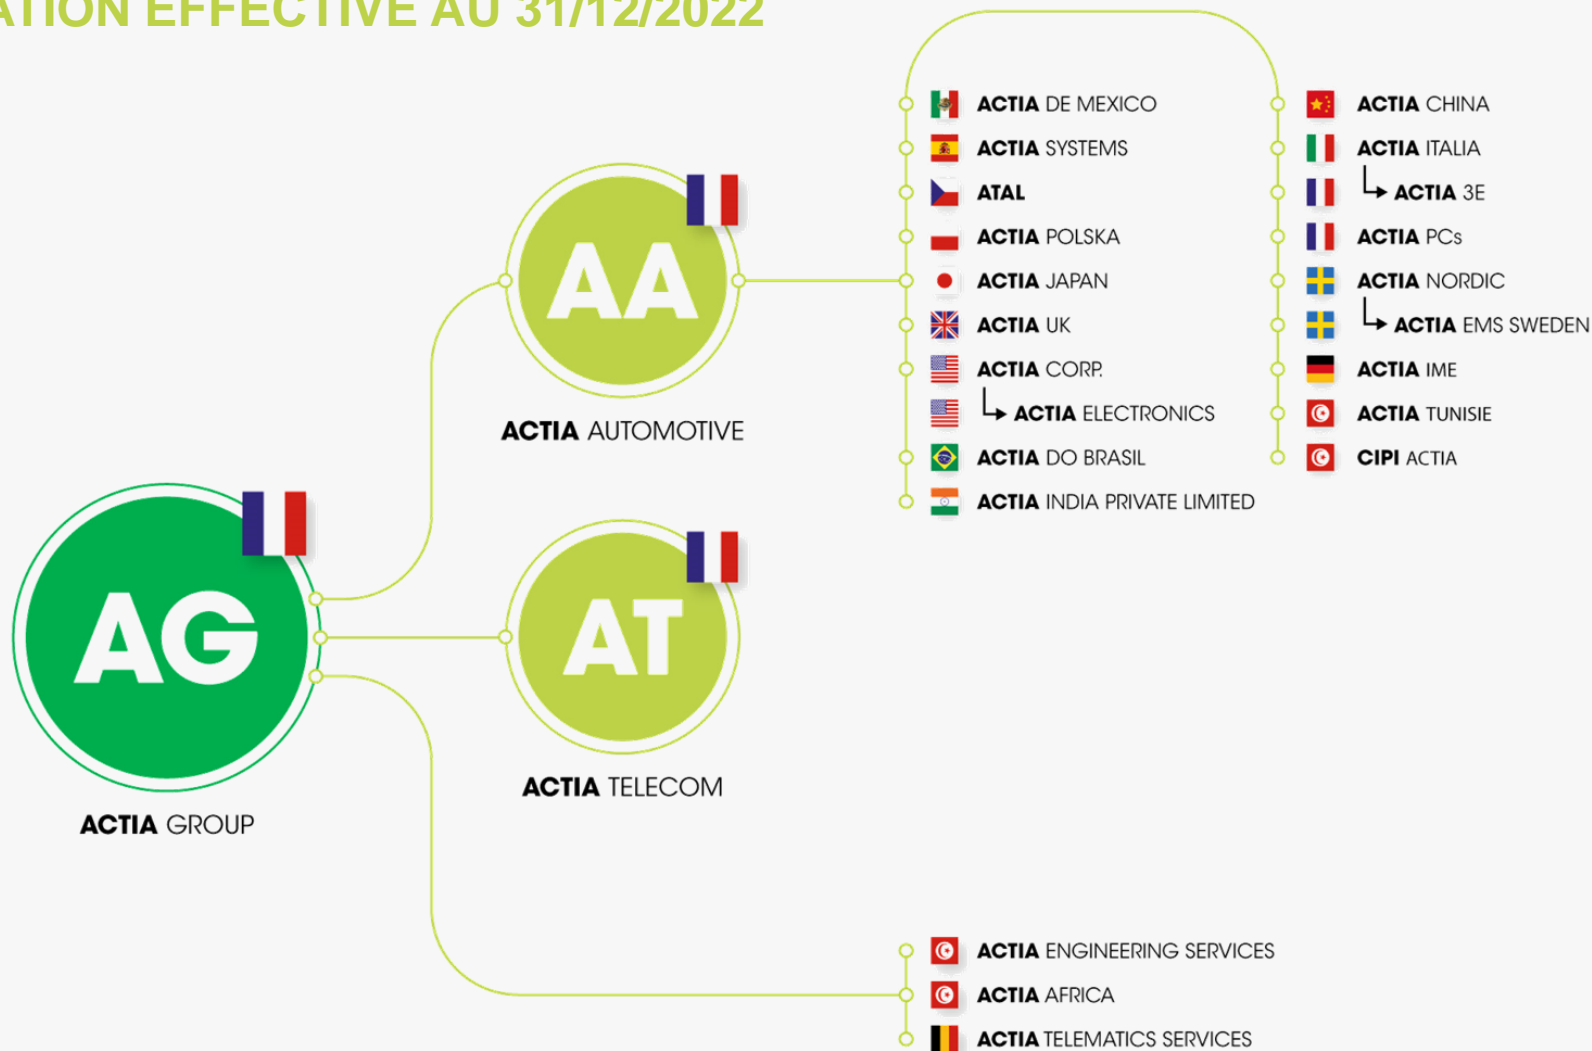 EFFECTIVE AU 31/12/2022
ACTIA DE MEXICO
ACTIA SYSTEMS
ATAL
ACTIA POLSKA
ACTIA JAPAN
ACTIA UK
ACTIA CORP.
ACTIA ELECTRONICS
ACTIA DO BRASIL
ACTIA INDIA PRIVATE LIMITED
ACTIA CHINA
ACTIA ITALIA
ACTIA 3E
ACTIA PCs
ACTIA NORDIC
ACTIA EMS SWEDEN
ACTIA IME
ACTIA TUNISIE
CIPI ACTIA
AA
ACTIA AUTOMOTIVE
AG
ACTIA GROUP
AT
ACTIA TELECOM
ACTIA ENGINEERING SERVICES
ACTIA AFRICA
ACTIA TELEMATICS SERVICES